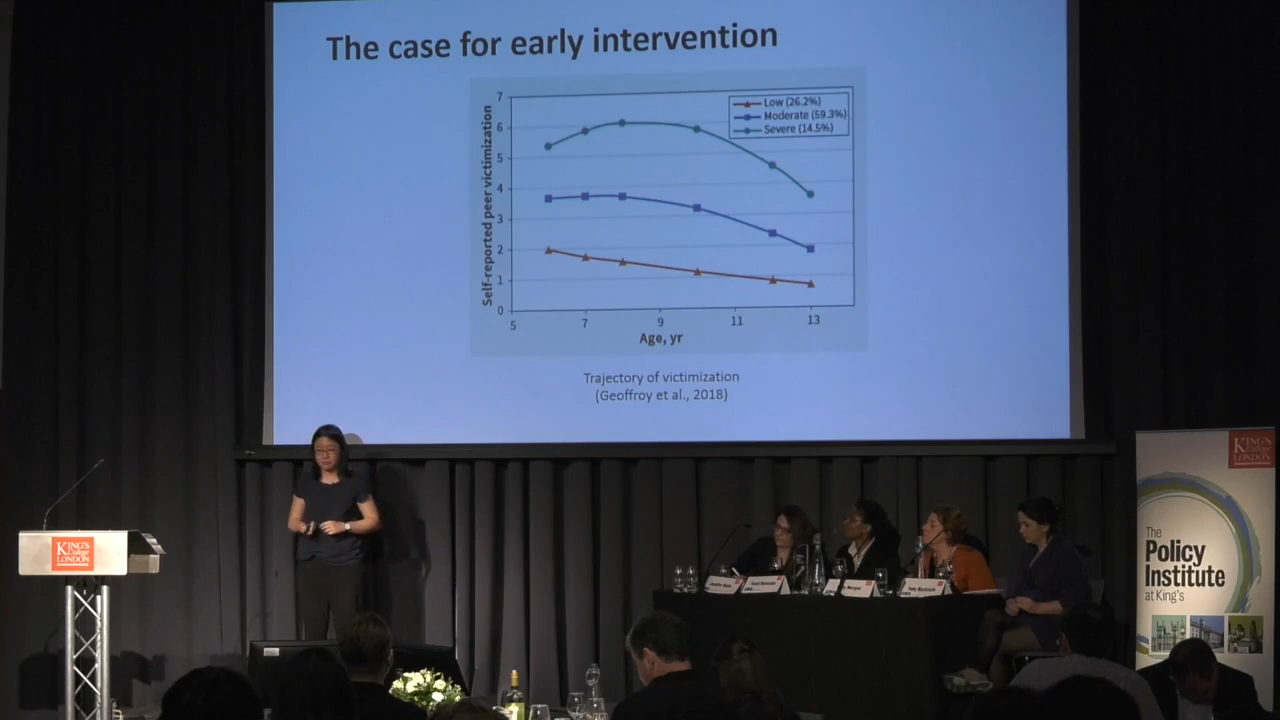 The case for early intervention
7
6
5
4
3
2
1
0
Self-reported peer victimization
Low (26.2%)
Moderate (59.3%)
Severe (14.5%)
5
7
9
11
13
Age, yr
Trajectory of victimization
(Geoffroy et al., 2018)
KING'S
College
LONDON
KING'S
College
LONDON
The
Policy
Institute
at King's